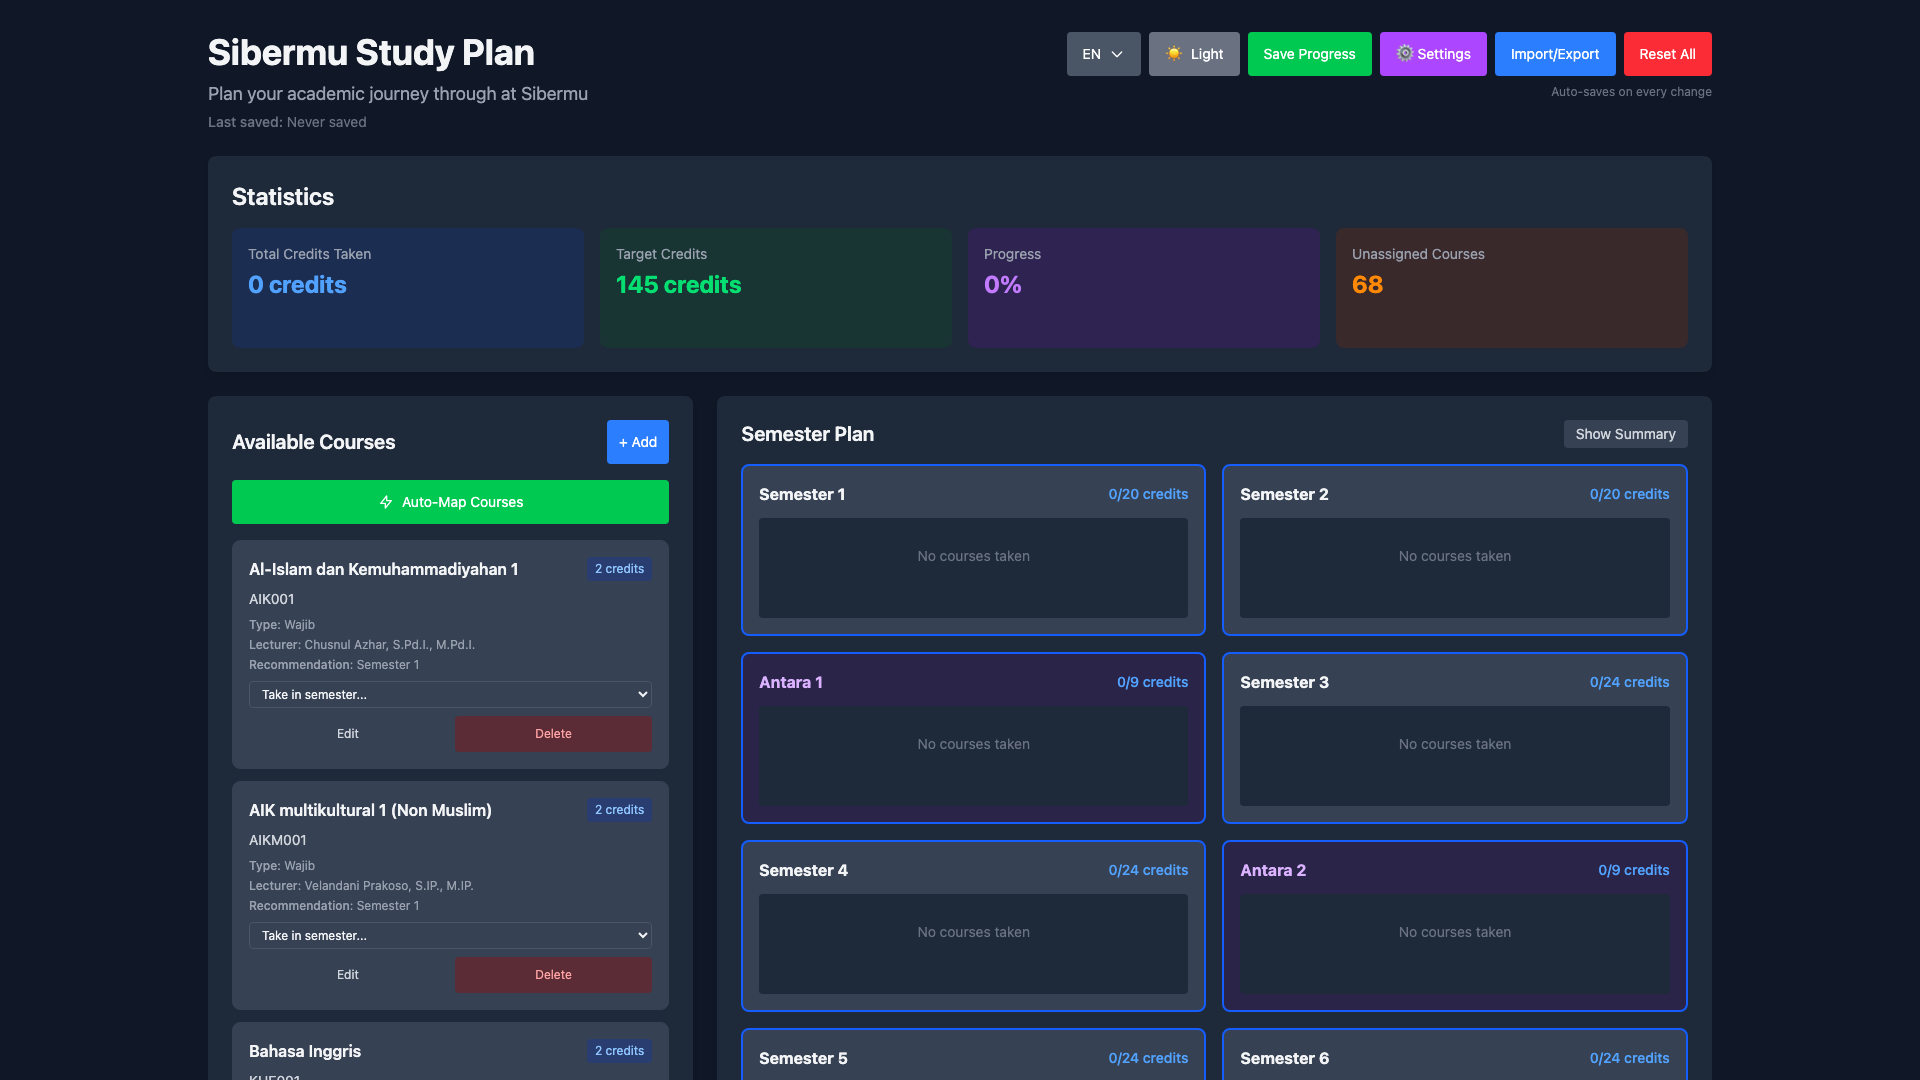 Sibermu Study Plan
Plan your academic journey through at Sibermu
Last saved: Never saved
EN
Light
Save Progress
Settings
Import/Export
Reset All
Auto-saves on every change
Statistics
Total Credits Taken
0 credits
Target Credits
145 credits
Progress
0%
Unassigned Courses
68
Available Courses
+ Add
Auto-Map Courses
Al-Islam dan Kemuhammadiyahan 1
2 credits
AIK001
Type: Wajib
Lecturer: Chusnul Azhar, S.Pd.I., M.Pd.I.
Recommendation: Semester 1
Take in semester...
Edit
Delete
AIK multikultural 1 (Non Muslim)
2 credits
AIKM001
Type: Wajib
Lecturer: Velandani Prakoso, S.IP., M.IP.
Recommendation: Semester 1
Take in semester...
Edit
Delete
Bahasa Inggris
2 credits
Semester Plan
Show Summary
Semester 1
0/20 credits
No courses taken
Semester 2
0/20 credits
No courses taken
Antara 1
0/9 credits
No courses taken
Semester 3
0/24 credits
No courses taken
Semester 4
0/24 credits
No courses taken
Antara 2
0/9 credits
No courses taken
Semester 5
0/24 credits
Semester 6
0/24 credits